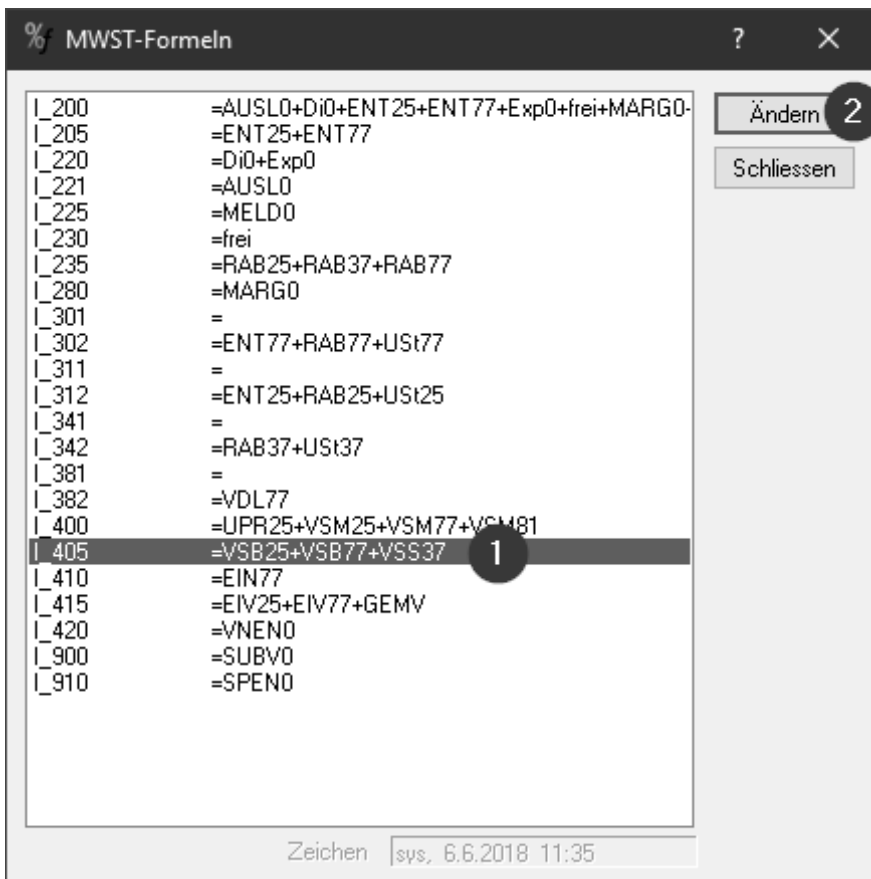 %f MWST-Formeln ? ×
I_200 =AUSL0+Di0+ENT25+ENT77+Exp0+frei+MARG0- Ändern 2
I_205 =ENT25+ENT77
I_220 =Di0+Exp0
I_221 =AUSL0 Schliessen
I_225 =MELD0
I_230 =frei
I_235 =RAB25+RAB37+RAB77
I_280 =MARG0
I_301 =
I_302 =ENT77+RAB77+USt77
I_311 =
I_312 =ENT25+RAB25+USt25
I_341 =
I_342 =RAB37+USt37
I_381 =
I_382 =VDL77
I_400 =UPR25+VSM25+VSM77+VSM81
I_405 =VSB25+VSB77+VSS37 1
I_410 =EIN77
I_415 =EIV25+EIV77+GEMV
I_420 =VNEN0
I_900 =SUBV0
I_910 =SPEN0
Zeichen sys, 6.6.2018 11:35